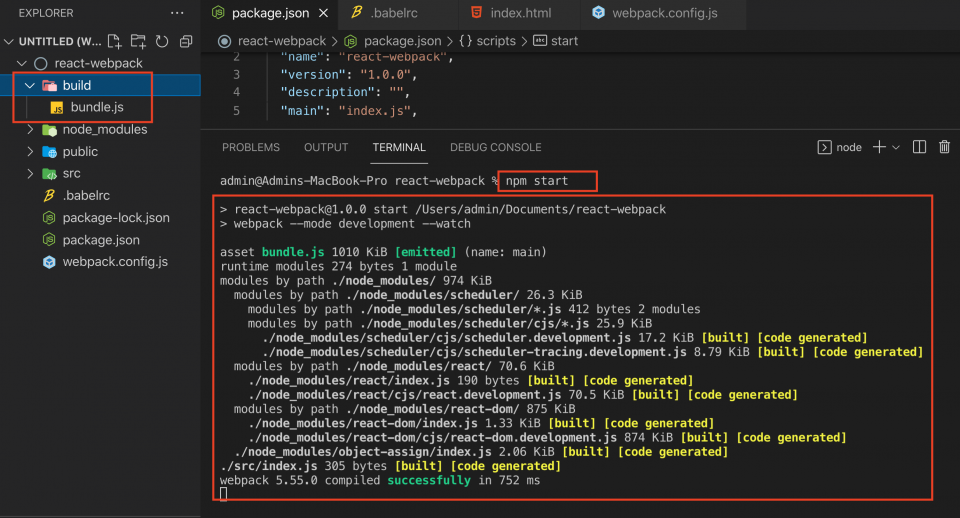 EXPLORER
···
UNTITLED (W...
react-webpack
build
JS bundle.js
node_modules
public
src
.babelrc
package-lock.json
package.json
webpack.config.js
package.json
.babelrc
index.html
webpack.config.js
react-webpack > package.json > { } scripts > abc start
2 "name": "react-webpack",
3 "version": "1.0.0",
4 "description": "",
5 "main": "index.js",
PROBLEMS OUTPUT TERMINAL DEBUG CONSOLE
node
admin@Admins-MacBook-Pro react-webpack % npm start
> react-webpack@1.0.0 start /Users/admin/Documents/react-webpack
> webpack --mode development --watch
asset bundle.js 1010 KiB [emitted] (name: main)
runtime modules 274 bytes 1 module
modules by path ./node_modules/ 974 KiB
modules by path ./node_modules/scheduler/ 26.3 KiB
modules by path ./node_modules/scheduler/*.js 412 bytes 2 modules
modules by path ./node_modules/scheduler/cjs/*.js 25.9 KiB
./node_modules/scheduler/cjs/scheduler.development.js 17.2 KiB [built] [code generated]
./node_modules/scheduler/cjs/scheduler-tracing.development.js 8.79 KiB [built] [code generated]
modules by path ./node_modules/react/ 70.6 KiB
./node_modules/react/index.js 190 bytes [built] [code generated]
./node_modules/react/cjs/react.development.js 70.5 KiB [built] [code generated]
modules by path ./node_modules/react-dom/ 875 KiB
./node_modules/react-dom/index.js 1.33 KiB [built] [code generated]
./node_modules/react-dom/cjs/react-dom.development.js 874 KiB [built] [code generated]
./node_modules/object-assign/index.js 2.06 KiB [built] [code generated]
./src/index.js 305 bytes [built] [code generated]
webpack 5.55.0 compiled successfully in 752 ms